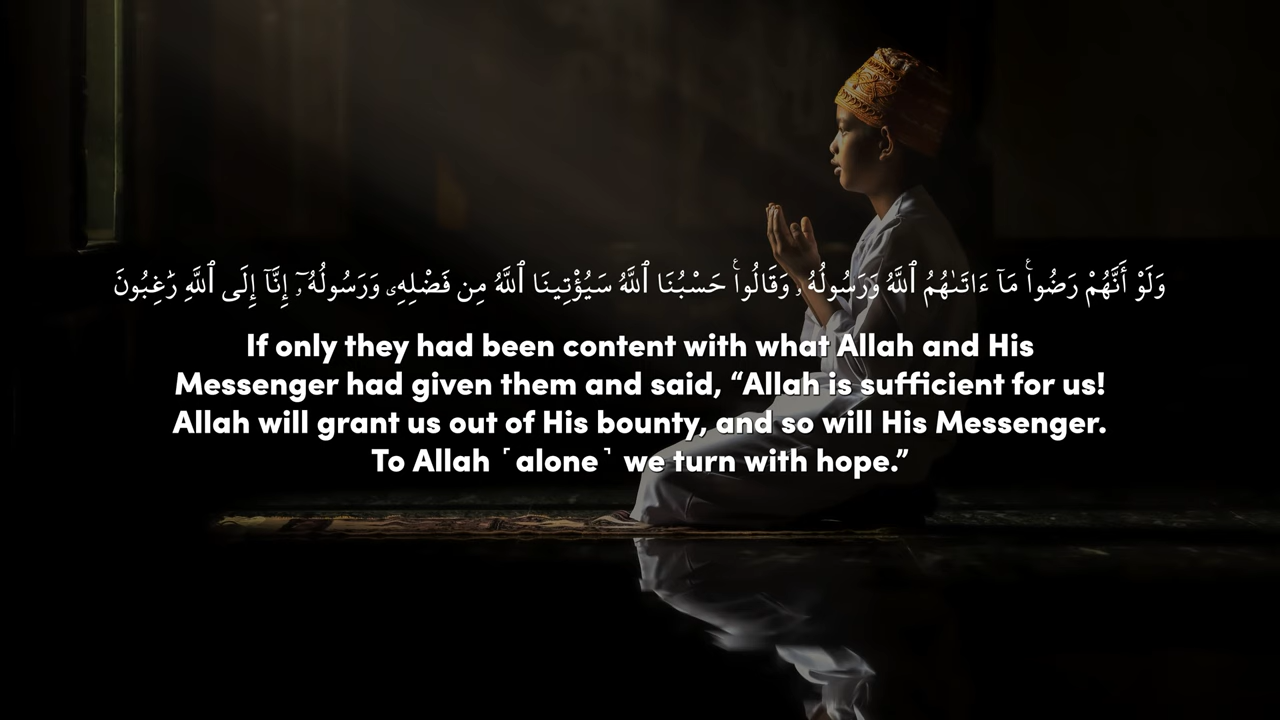 وَلَوْ أَنَّهُمْ رَضُوا۟ مَآ ءَاتَىٰهُمُ ٱللَّهُ وَرَسُولُهُۥ وَقَالُوا۟ حَسْبُنَا ٱللَّهُ سَيُؤْتِينَا ٱللَّهُ مِن فَضْلِهِۦ وَرَسُولُهُۥٓ إِنَّآ إِلَى ٱللَّهِ رَٰغِبُونَ
If only they had been content with what Allah and His
Messenger had given them and said, “Allah is sufficient for us!
Allah will grant us out of His bounty, and so will His Messenger.
To Allah ˹alone˺ we turn with hope.”